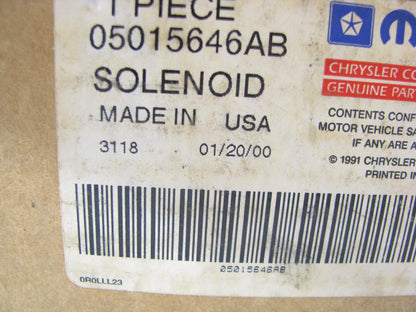 1 PIECE
05015646AB
SOLENOID
MADE IN USA
3118 01/20/00
CHRYSLER CO
GENUINE PART
CONTENTS CONF
MOTOR VEHICLE SA
IF ANY ARE A
© 1991 CHRYSLER
PRINTED IN
05015646AB
0R0LLL23